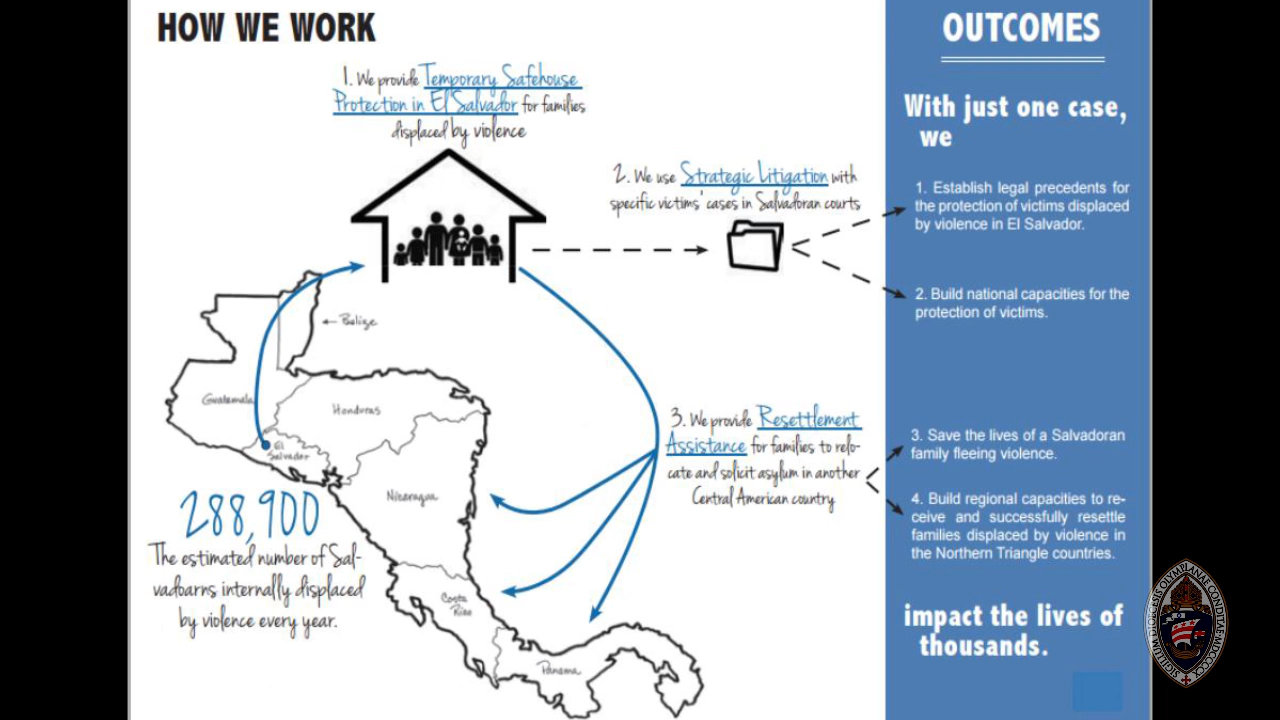 HOW WE WORK
1. We provide Temporary Safehouse
Protection in El Salvador for families
displaced by violence
2. We use Strategic Litigation with
specific victims' cases in Salvadoran courts
Belize
Guatemala
Honduras
El
Salvador
Nicaragua
Costa
Rica
Panama
288,900
The estimated number of Sal-
vadoarns internally displaced
by violence every year.
3. We provide Resettlement
Assistance for families to relo-
cate and solicit asylum in another
Central American country
OUTCOMES
With just one case,
we
1. Establish legal precedents for
the protection of victims displaced
by violence in El Salvador.
2. Build national capacities for the
protection of victims.
3. Save the lives of a Salvadoran
family fleeing violence.
4. Build regional capacities to re-
ceive and successfully resettle
families displaced by violence in
the Northern Triangle countries.
impact the lives of
thousands.
SIGILLUM DIOECESIS OLYMPIANAE CONDITAE